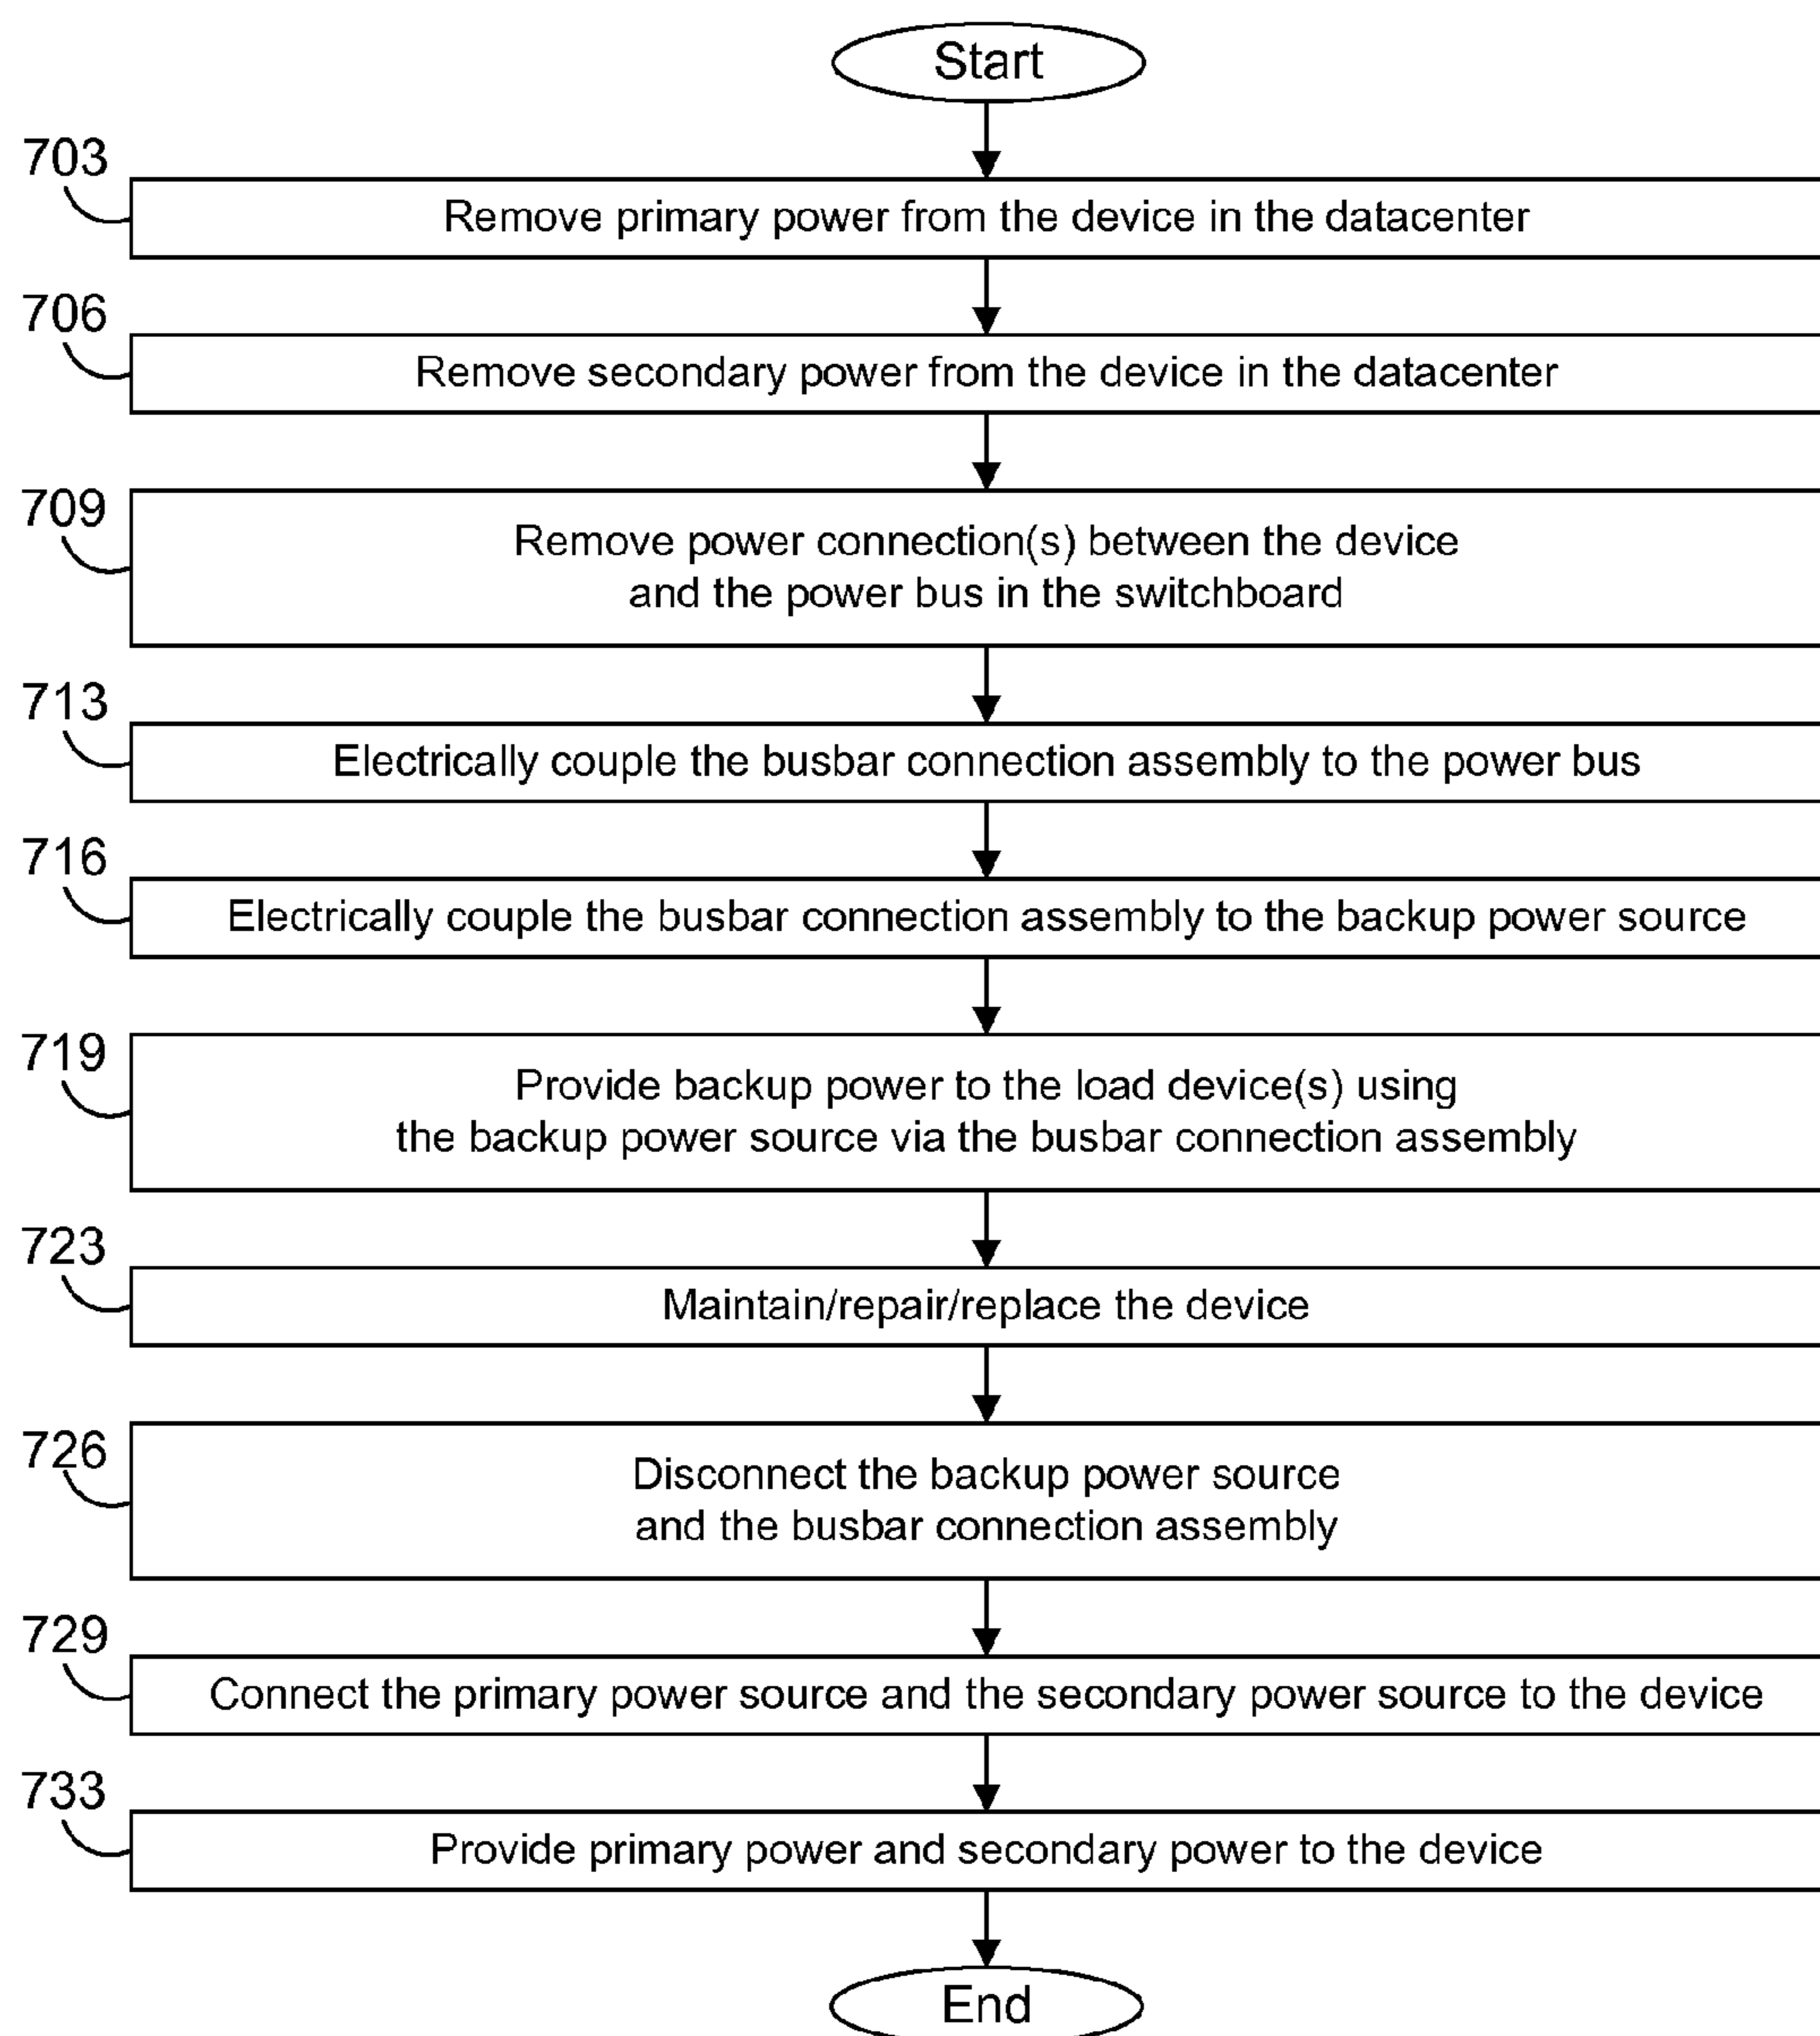 Start
703
Remove primary power from the device in the datacenter
706
Remove secondary power from the device in the datacenter
709
Remove power connection(s) between the device
and the power bus in the switchboard
713
Electrically couple the busbar connection assembly to the power bus
716
Electrically couple the busbar connection assembly to the backup power source
719
Provide backup power to the load device(s) using
the backup power source via the busbar connection assembly
723
Maintain/repair/replace the device
726
Disconnect the backup power source
and the busbar connection assembly
729
Connect the primary power source and the secondary power source to the device
733
Provide primary power and secondary power to the device
End